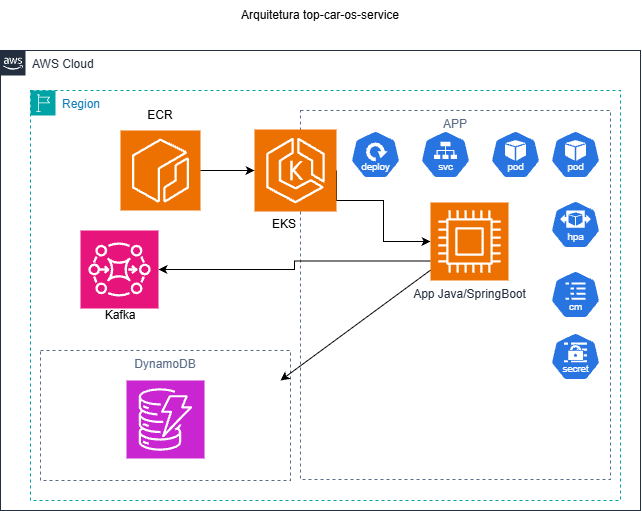 Arquitetura top-car-os-service
aws
AWS Cloud
Region
ECR
APP
deploy
svc
pod
pod
K
EKS
hpa
App Java/SpringBoot
Kafka
cm
secret
DynamoDB